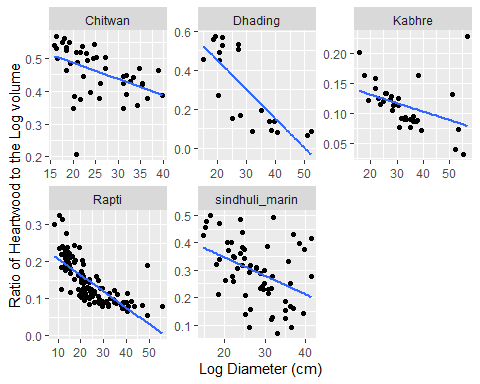 Chitwan Dhading Kabhre
0.5 0.4 0.3 0.2
0.6 0.4 0.2 0.0
0.20 0.15 0.10 0.05
15 20 25 30 35 40 20 30 40 50 20 30 40 50
Ratio of Heartwood to the Log volume
Rapti sindhuli_marin
0.3 0.2 0.1 0.0
0.5 0.4 0.3 0.2 0.1
10 20 30 40 50 20 30 40
Log Diameter (cm)